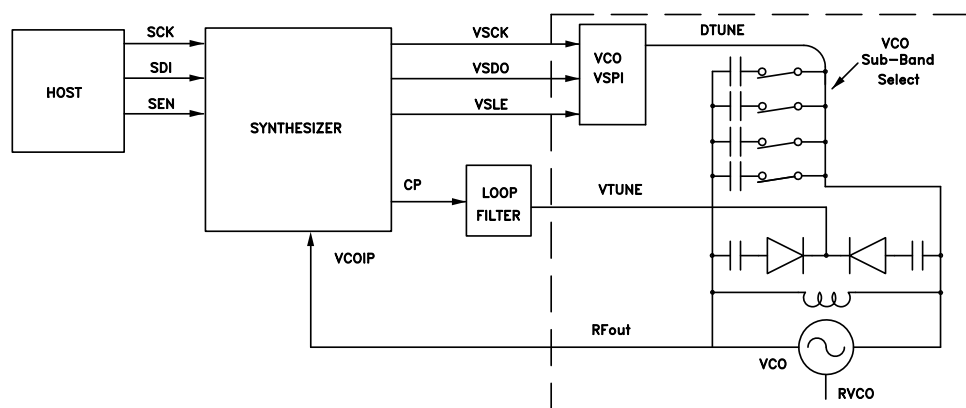 HOST
SCK
SDI
SEN
SYNTHESIZER
VSCK
VSDO
VSLE
VCO
VSPI
DTUNE
VCO
Sub-Band
Select
CP
LOOP
FILTER
VTUNE
VCOIP
RFout
VCO
RVCO